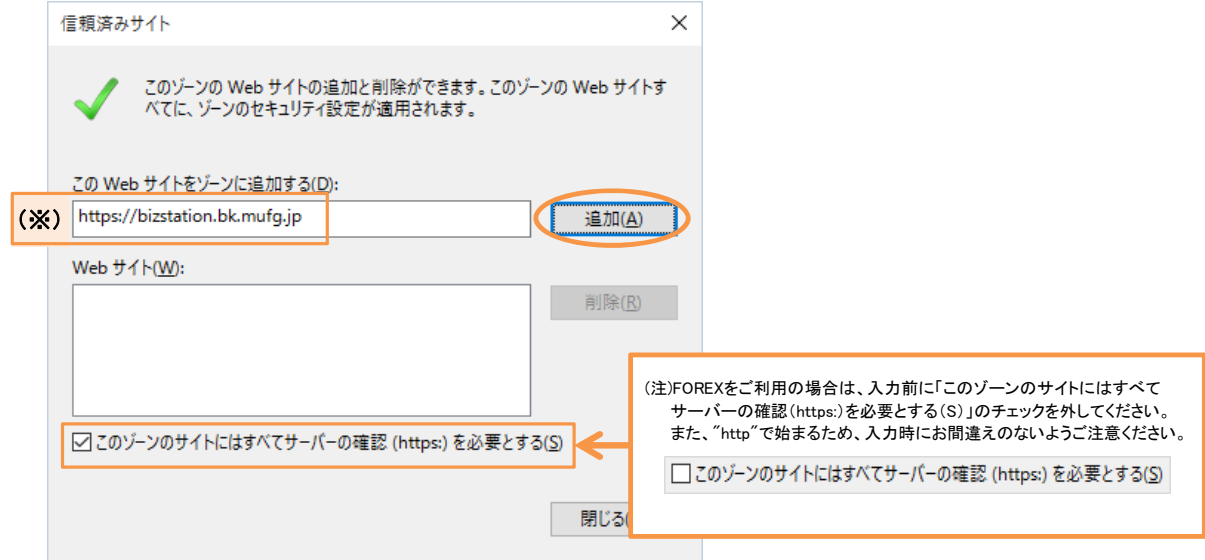 信頼済みサイト
このゾーンの Web サイトの追加と削除ができます。このゾーンの Web サイトす
べてに、ゾーンのセキュリティ設定が適用されます。
この Web サイトをゾーンに追加する(D):
(※)
https://bizstation.bk.mufg.jp
追加(A)
Web サイト(W):
削除(R)
このゾーンのサイトにはすべてサーバーの確認 (https:) を必要とする(S)
閉じる(
(注)FOREXをご利用の場合は、入力前に「このゾーンのサイトにはすべて
サーバーの確認(https:)を必要とする(S)」のチェックを外してください。
また、"http"で始まるため、入力時にお間違えのないようご注意ください。
このゾーンのサイトにはすべてサーバーの確認 (https:) を必要とする(S)